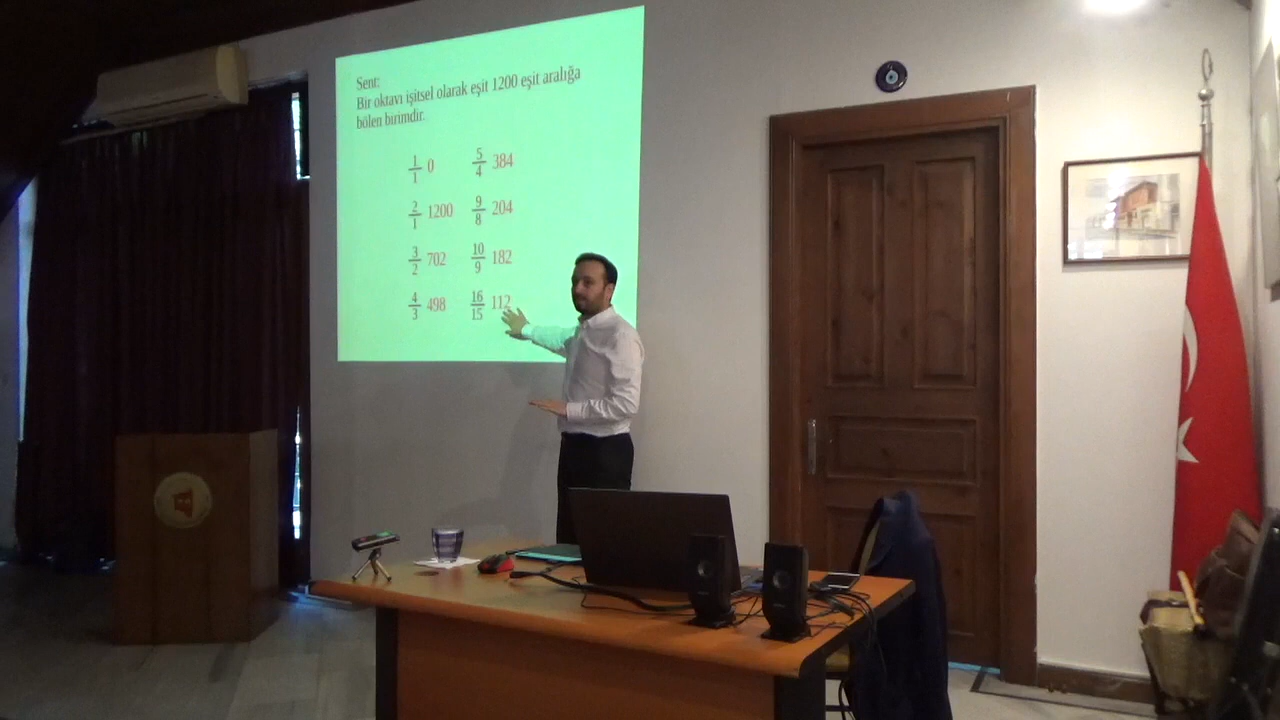 Sent:
Bir oktavı işitsel olarak eşit 1200 eşit aralığa
bölen birimdir.
1/1 0 5/4 384
2/1 1200 9/8 204
3/2 702 10/9 182
4/3 498 16/15 112